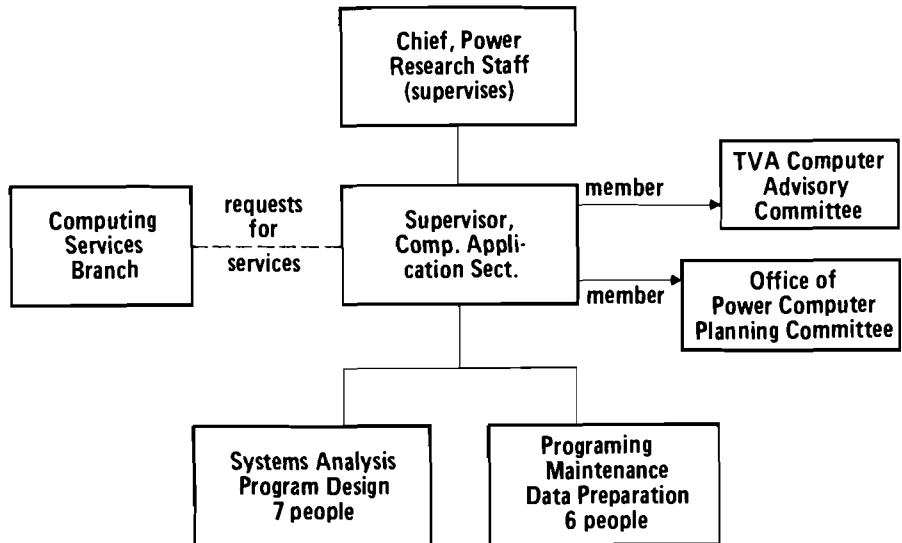 Chief, Power
Research Staff
(supervises)
TVA Computer
Advisory
Committee
member
Computing
Services
Branch
requests
for
services
Supervisor,
Comp. Appli-
cation Sect.
member
Office of
Power Computer
Planning Committee
Systems Analysis
Program Design
7 people
Programing
Maintenance
Data Preparation
6 people